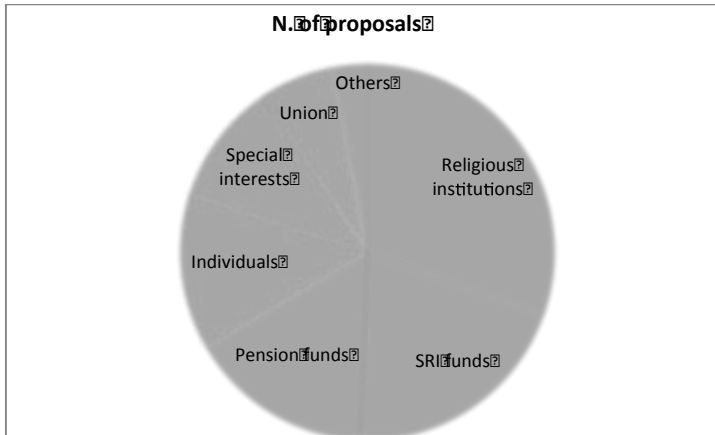 N. of proposals
Others
Union
Special
interests
Religious
institutions
Individuals
Pension funds
SRI funds